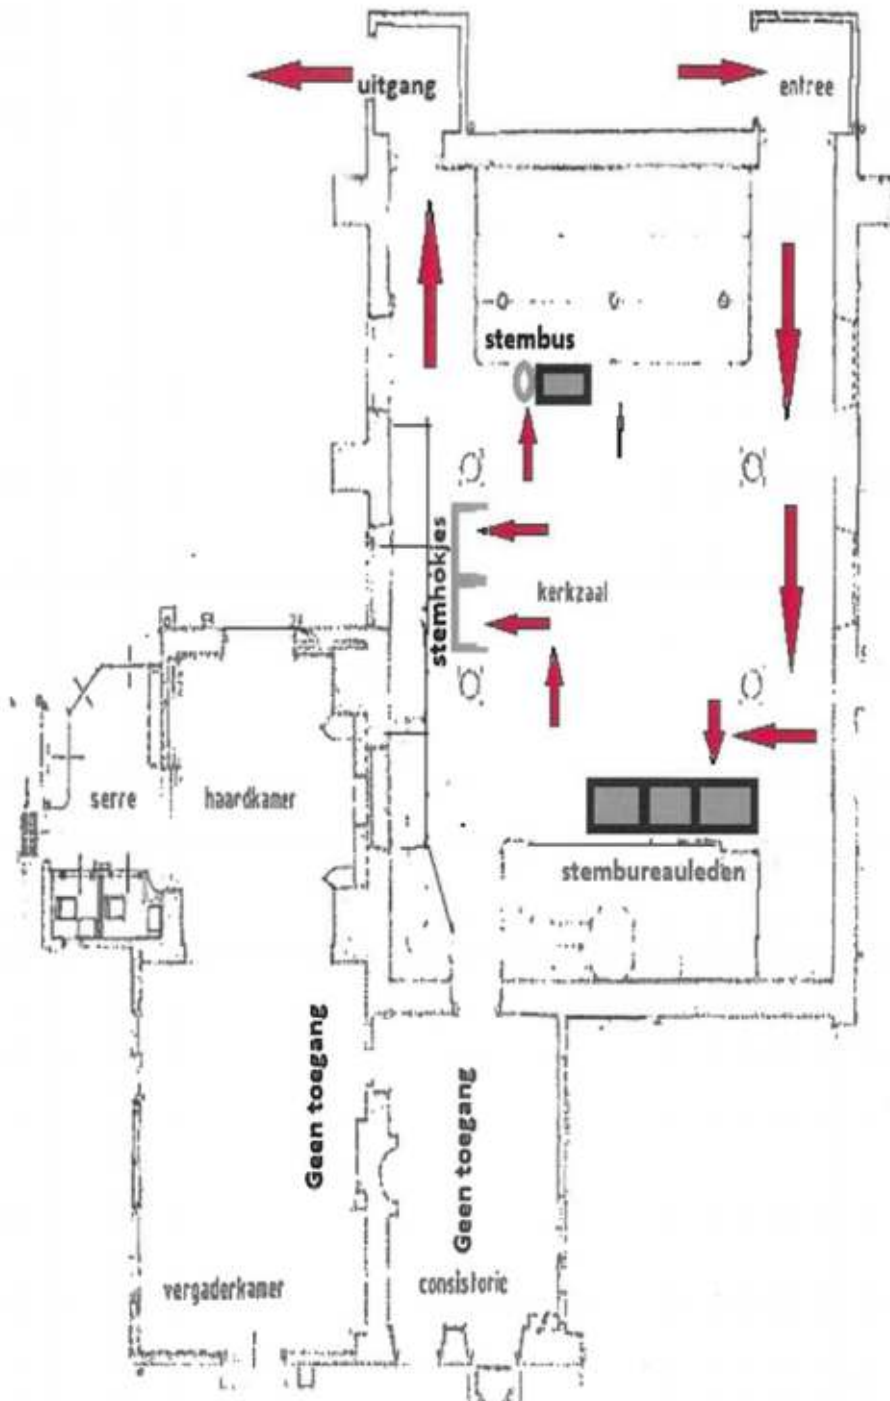 uitgang
entree
stembus
stemhokjes
kerkzaal
serre
haardkamer
stembureauleden
Geen toegang
Geen toegang
vergaderkamer
consistorie